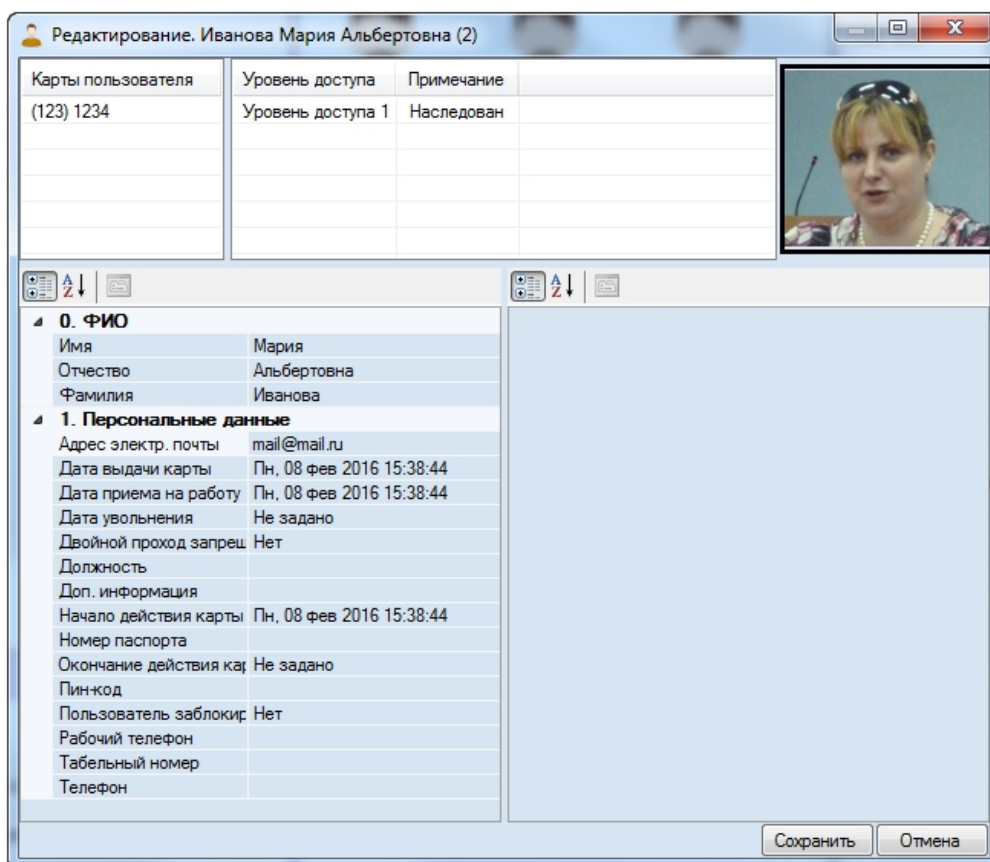 Редактирование. Иванова Мария Альбертовна (2)
Карты пользователя Уровень доступа Примечание
(123) 1234 Уровень доступа 1 Наследован
0. ФИО
Имя Мария
Отчество Альбертовна
Фамилия Иванова
1. Персональные данные
Адрес электр. почты mail@mail.ru
Дата выдачи карты Пн, 08 фев 2016 15:38:44
Дата приема на работу Пн, 08 фев 2016 15:38:44
Дата увольнения Не задано
Двойной проход запрещ Нет
Должность
Доп. информация
Начало действия карты Пн, 08 фев 2016 15:38:44
Номер паспорта
Окончание действия кар Не задано
Пин-код
Пользователь заблокир Нет
Рабочий телефон
Табельный номер
Телефон
Сохранить Отмена